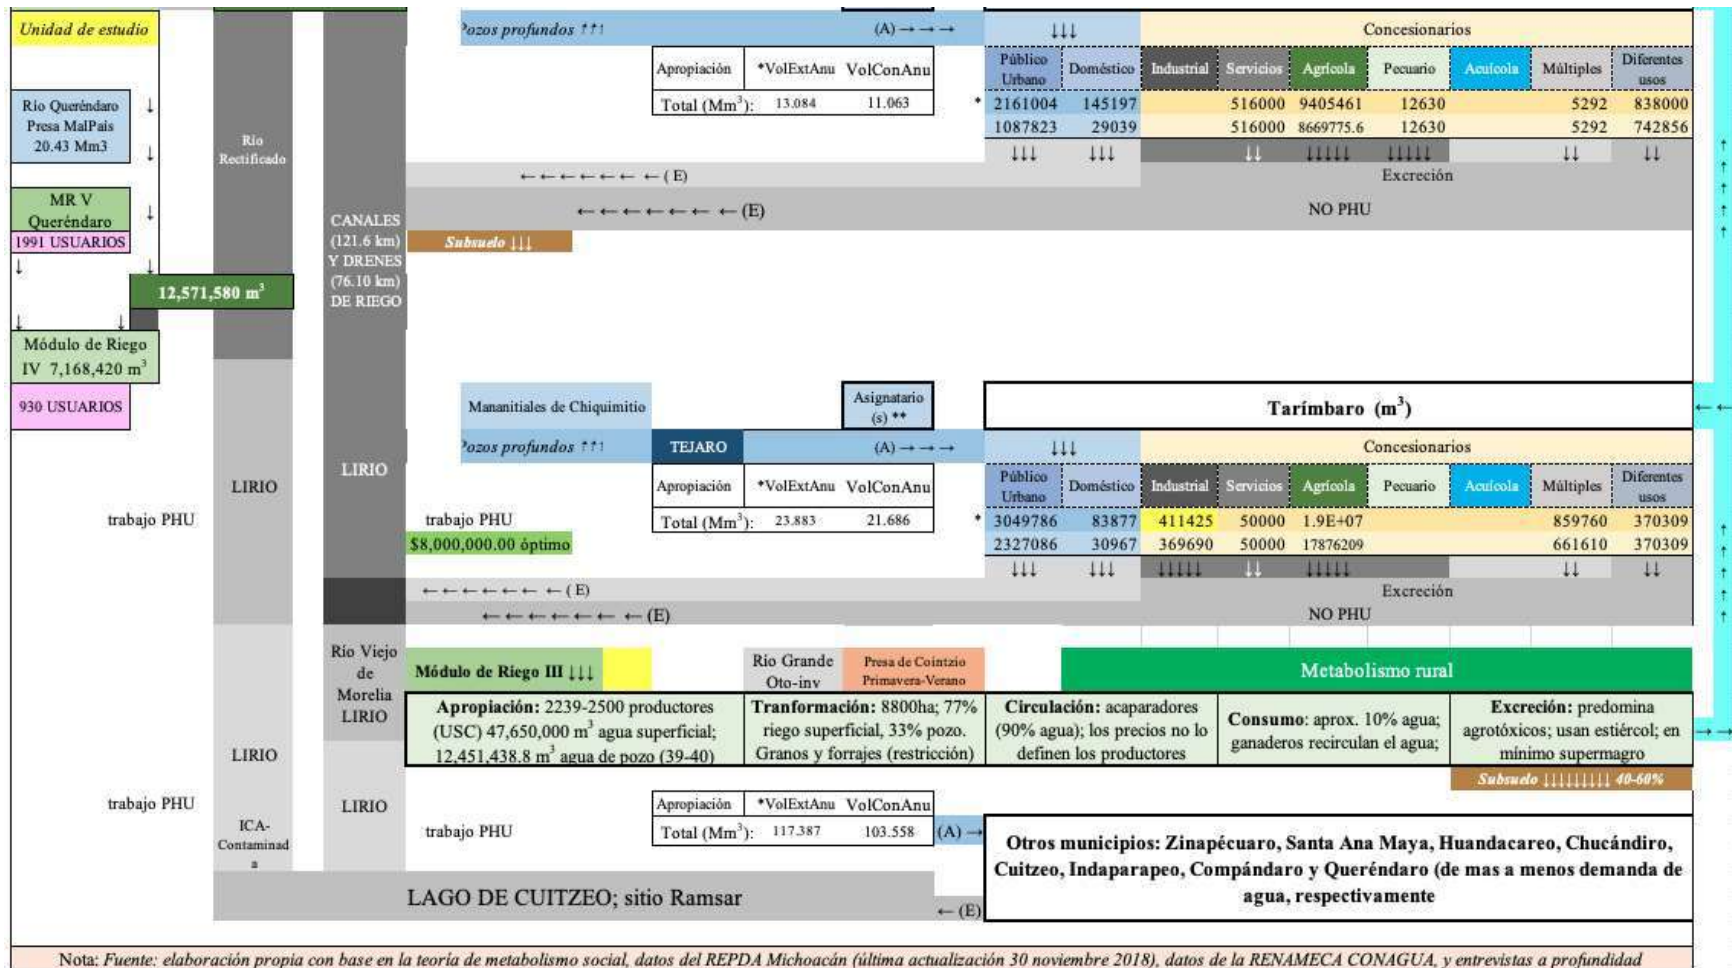 Unidad de estudio
Pozos profundos ↑↑↑
(A) → → →
↓↓↓
Concesionarios
Apropiación *VolExtAnu VolConAnu
Total (Mm³): 13.084 11.063
Público Urbano Doméstico Industrial Servicios Agrícola Pecuario Acuícola Múltiples Diferentes usos
* 2161004 145197 516000 9405461 12630 5292 838000
1087823 29039 516000 8669775.6 12630 5292 742856
↓↓↓ ↓↓↓ ↓↓ ↓↓↓↓↓ ↓↓↓↓↓ ↓↓ ↓↓
← ← ← ← ← ← ← (E)
Excreción
← ← ← ← ← ← ← (E)
NO PHU
Río Queréndaro
Presa MalPaís
20.43 Mm3
Río
Rectificado
MR V
Queréndaro
1991 USUARIOS
CANALES
(121.6 km)
Y DRENES
(76.10 km)
DE RIEGO
Subsuelo ↓↓↓
12,571,580 m³
Módulo de Riego
IV 7,168,420 m³
930 USUARIOS
Mananitiales de Chiquimitio
Asignatario
(s) **
Tarímbaro (m³)
← ←
Pozos profundos ↑↑↑
TEJARO
(A) → → →
↓↓↓
Concesionarios
LIRIO
LIRIO
Apropiación *VolExtAnu VolConAnu
Total (Mm³): 23.883 21.686
Público Urbano Doméstico Industrial Servicios Agrícola Pecuario Acuícola Múltiples Diferentes usos
* 3049786 83877 411425 50000 1.9E+07 859760 370309
2327086 30967 369690 50000 17876209 661610 370309
↓↓↓ ↓↓↓ ↓↓↓↓↓ ↓↓ ↓↓↓↓↓ ↓↓ ↓↓
trabajo PHU
trabajo PHU
$8,000,000.00 óptimo
← ← ← ← ← ← ← (E)
Excreción
← ← ← ← ← ← ← (E)
NO PHU
Río Viejo
de
Morelia
LIRIO
Módulo de Riego III ↓↓↓
Río Grande
Oto-inv
Presa de Cointzio
Primavera-Verano
Metabolismo rural
Apropiación: 2239-2500 productores
(USC) 47,650,000 m³ agua superficial;
12,451,438.8 m³ agua de pozo (39-40)
Tranformación: 8800ha; 77%
riego superficial, 33% pozo.
Granos y forrajes (restricción)
Circulación: acaparadores
(90% agua); los precios no lo
definen los productores
Consumo: aprox. 10% agua;
ganaderos recirculan el agua;
Excreción: predomina
agrotóxicos; usan estiércol; en
mínimo supermagro
→ →
Subsuelo ↓↓↓↓↓↓↓↓↓ 40-60%
LIRIO
trabajo PHU
LIRIO
trabajo PHU
ICA-
Contaminad
a
Apropiación *VolExtAnu VolConAnu
Total (Mm³): 117.387 103.558
(A) →
Otros municipios: Zinapécuaro, Santa Ana Maya, Huandacareo, Chucándiro,
Cuitzeo, Indaparapeo, Compándaro y Queréndaro (de mas a menos demanda de
agua, respectivamente
LAGO DE CUITZEO; sitio Ramsar
← (E)
Nota: Fuente: elaboración propia con base en la teoría de metabolismo social, datos del REPDA Michoacán (última actualización 30 noviembre 2018), datos de la RENAMECA CONAGUA, y entrevistas a profundidad